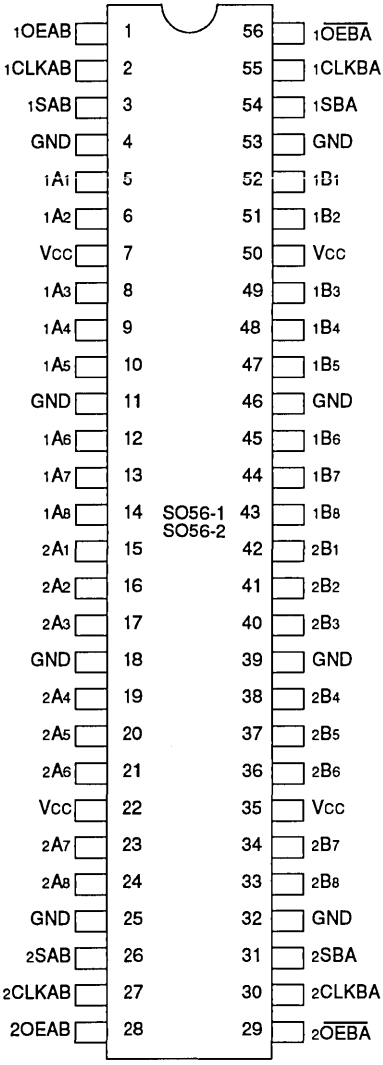 1OEAB 1 56 1OEBA
1CLKAB 2 55 1CLKBA
1SAB 3 54 1SBA
GND 4 53 GND
1A1 5 52 1B1
1A2 6 51 1B2
Vcc 7 50 Vcc
1A3 8 49 1B3
1A4 9 48 1B4
1A5 10 47 1B5
GND 11 46 GND
1A6 12 45 1B6
1A7 13 44 1B7
1A8 14 SO56-1 43 1B8
SO56-2
2A1 15 42 2B1
2A2 16 41 2B2
2A3 17 40 2B3
GND 18 39 GND
2A4 19 38 2B4
2A5 20 37 2B5
2A6 21 36 2B6
Vcc 22 35 Vcc
2A7 23 34 2B7
2A8 24 33 2B8
GND 25 32 GND
2SAB 26 31 2SBA
2CLKAB 27 30 2CLKBA
2OEAB 28 29 2OEBA